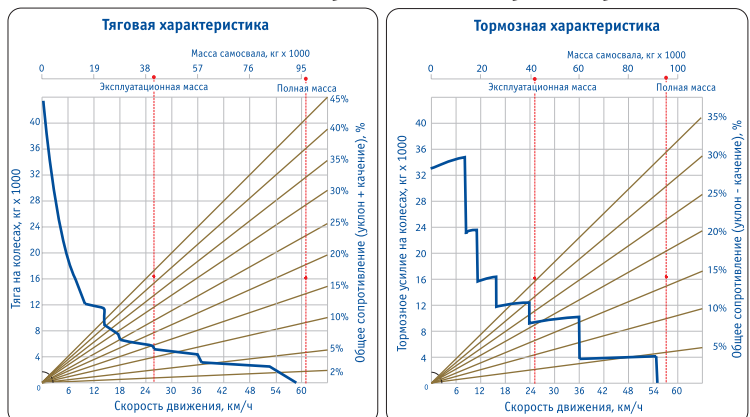 Тяговая характеристика
Масса самосвала, кг x 1000
0 19 38 57 76 95
Эксплуатационная масса
Полная масса
45%
40%
35%
30%
25%
20%
15%
10%
5%
2%
Общее сопротивление (уклон + качение), %
Тяга на колесах, кг x 1000
40
36
32
28
24
20
16
12
8
4
0
6 12 18 24 30 36 42 48 54 60
Скорость движения, км/ч
Тормозная характеристика
Масса самосвала, кг x 1000
0 20 40 60 80 100
Эксплуатационная масса
Полная масса
35%
30%
25%
20%
15%
10%
5%
Общее сопротивление (уклон - качение), %
Тормозное усилие на колесах, кг x 1000
40
36
32
28
24
20
16
12
8
4
0
6 12 18 24 30 36 42 48 54 60
Скорость движения, км/ч